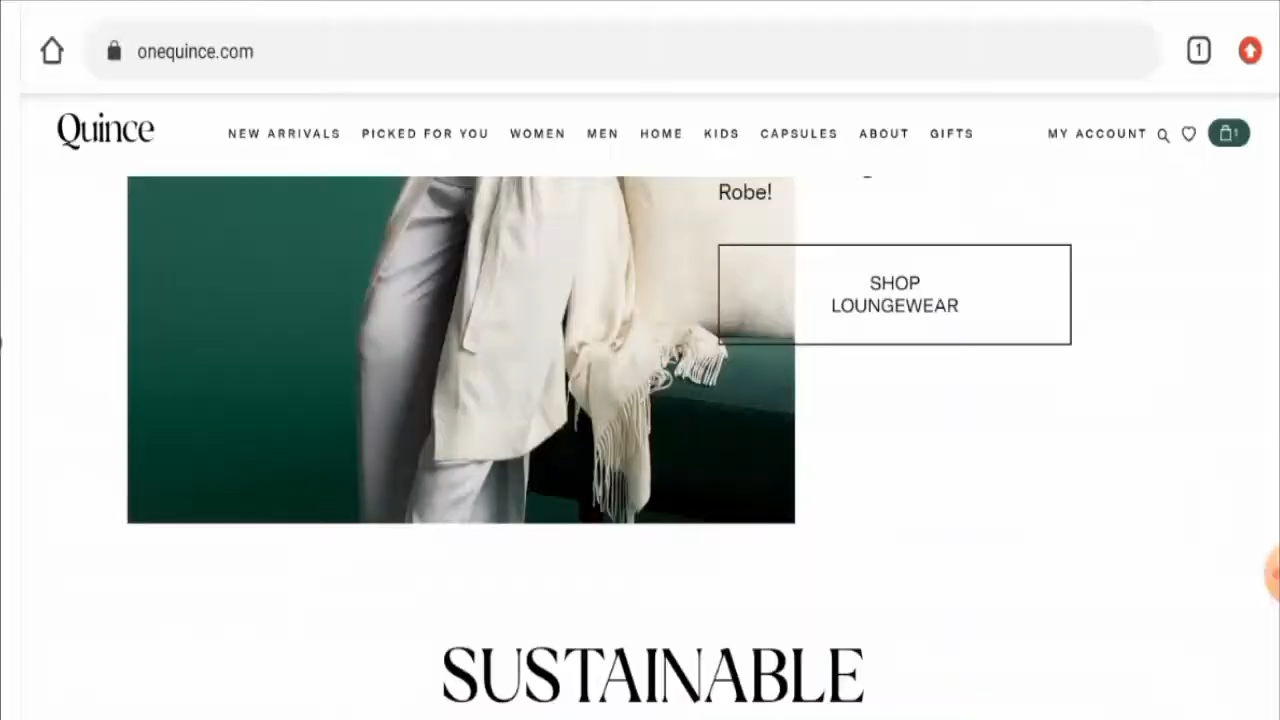 onequince.com
1
Quince
NEW ARRIVALS PICKED FOR YOU WOMEN MEN HOME KIDS CAPSULES ABOUT GIFTS MY ACCOUNT 1
Robe!
SHOP
LOUNGEWEAR
SUSTAINABLE